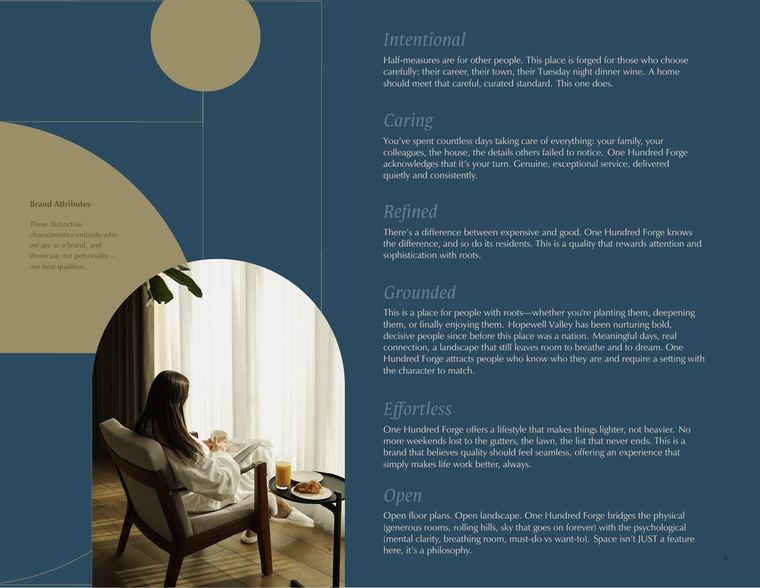 Brand Attributes
These distinctive
characteristics embody who
we are as a brand, and
showcase our personality –
our best qualities.
Intentional
Half-measures are for other people. This place is forged for those who choose
carefully: their career, their town, their Tuesday night dinner wine. A home
should meet that careful, curated standard. This one does.
Caring
You've spent countless days taking care of everything: your family, your
colleagues, the house, the details others failed to notice. One Hundred Forge
acknowledges that it's your turn. Genuine, exceptional service, delivered
quietly and consistently.
Refined
There's a difference between expensive and good. One Hundred Forge knows
the difference, and so do its residents. This is a quality that rewards attention and
sophistication with roots.
Grounded
This is a place for people with roots—whether you're planting them, deepening
them, or finally enjoying them. Hopewell Valley has been nurturing bold,
decisive people since before this place was a nation. Meaningful days, real
connection, a landscape that still leaves room to breathe and to dream. One
Hundred Forge attracts people who know who they are and require a setting with
the character to match.
Effortless
One Hundred Forge offers a lifestyle that makes things lighter, not heavier. No
more weekends lost to the gutters, the lawn, the list that never ends. This is a
brand that believes quality should feel seamless, offering an experience that
simply makes life work better, always.
Open
Open floor plans. Open landscape. One Hundred Forge bridges the physical
(generous rooms, rolling hills, sky that goes on forever) with the psychological
(mental clarity, breathing room, must-do vs want-to). Space isn't JUST a feature
here, it's a philosophy.